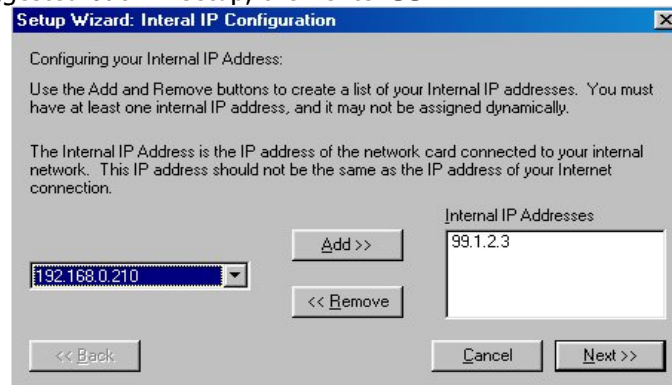 Setup Wizard: Interal IP Configuration
Configuring your Internal IP Address:
Use the Add and Remove buttons to create a list of your Internal IP addresses. You must
have at least one internal IP address, and it may not be assigned dynamically.
The Internal IP Address is the IP address of the network card connected to your internal
network. This IP address should not be the same as the IP address of your Internet
connection.
Internal IP Addresses
Add >>
99.1.2.3
192.168.0.210
<< Remove
<< Back
Cancel
Next >>